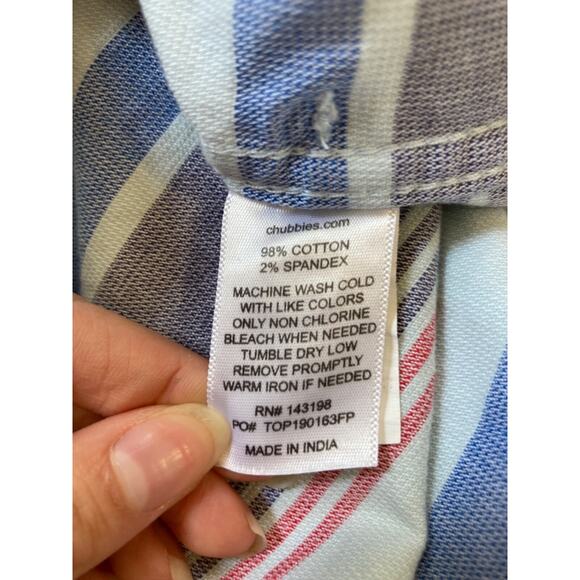 chubbies.com
98% COTTON
2% SPANDEX
MACHINE WASH COLD
WITH LIKE COLORS
ONLY NON CHLORINE
BLEACH WHEN NEEDED
TUMBLE DRY LOW
REMOVE PROMPTLY
WARM IRON IF NEEDED
RN# 143198
PO# TOP190163FP
MADE IN INDIA